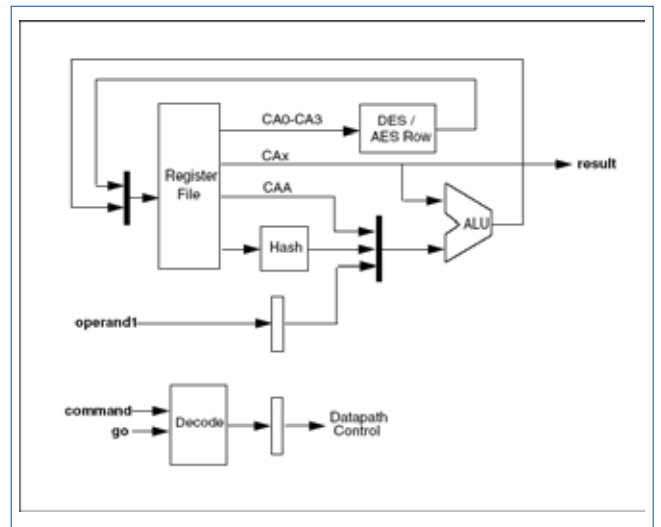 CA0-CA3
DES /
AES Row
CAx
result
Register
File
CAA
ALU
Hash
operand1
command
go
Decode
Datapath
Control